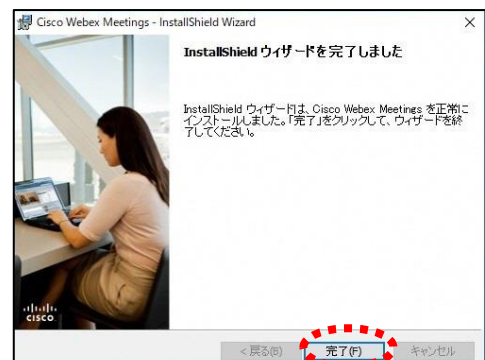 Cisco Webex Meetings - InstallShield Wizard
InstallShield ウィザードを完了しました
InstallShield ウィザードは、Cisco Webex Meetings を正常に
インストールしました。「完了」をクリックして、ウィザードを終
了してください。
CISCO
< 戻る(B)
完了(F)
キャンセル